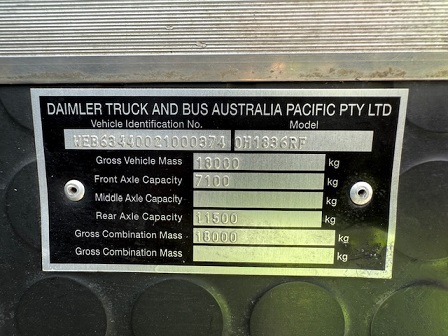 DAIMLER TRUCK AND BUS AUSTRALIA PACIFIC PTY LTD
Vehicle Identification No. Model
WEB63440021000374 OH1836RF
Gross Vehicle Mass 18000 kg
Front Axle Capacity 7100 kg
Middle Axle Capacity kg
Rear Axle Capacity 11500 kg
Gross Combination Mass 18000 kg
Gross Combination Mass kg